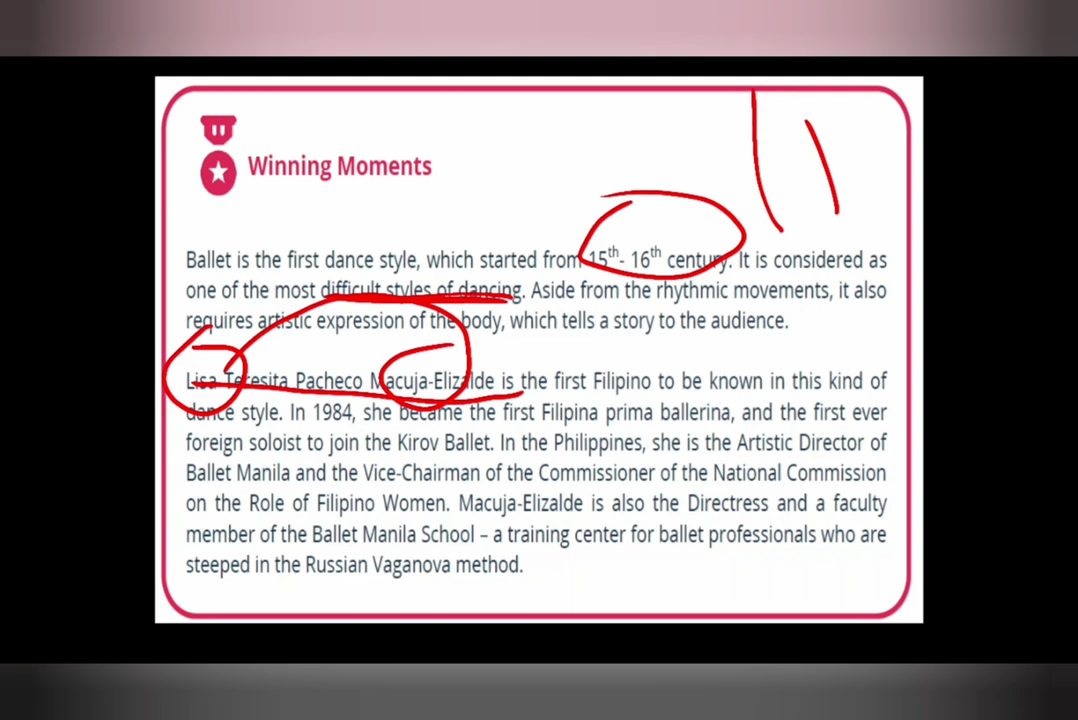 Winning Moments
Ballet is the first dance style, which started from 15th- 16th century. It is considered as
one of the most difficult styles of dancing. Aside from the rhythmic movements, it also
requires artistic expression of the body, which tells a story to the audience.
Lisa Teresita Pacheco Macuja-Elizalde is the first Filipino to be known in this kind of
dance style. In 1984, she became the first Filipina prima ballerina, and the first ever
foreign soloist to join the Kirov Ballet. In the Philippines, she is the Artistic Director of
Ballet Manila and the Vice-Chairman of the Commissioner of the National Commission
on the Role of Filipino Women. Macuja-Elizalde is also the Directress and a faculty
member of the Ballet Manila School – a training center for ballet professionals who are
steeped in the Russian Vaganova method.